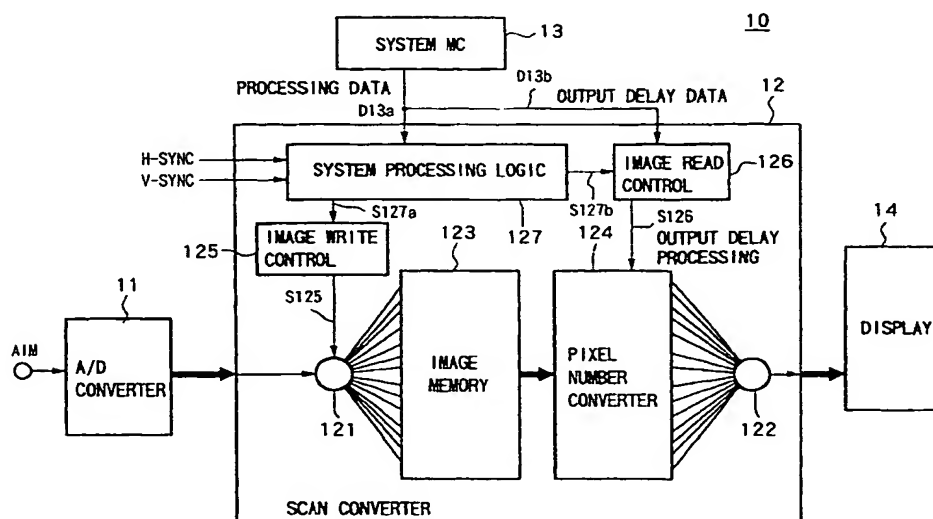 10
13
SYSTEM MC
D13b
PROCESSING DATA
OUTPUT DELAY DATA
D13a
12
H-SYNC
V-SYNC
SYSTEM PROCESSING LOGIC
IMAGE READ
CONTROL
126
S127a
S127b
S126
125
IMAGE WRITE
CONTROL
123
127
124
OUTPUT DELAY
PROCESSING
14
11
S125
AIM
A/D
CONVERTER
IMAGE
MEMORY
PIXEL
NUMBER
CONVERTER
DISPLAY
121
122
SCAN CONVERTER